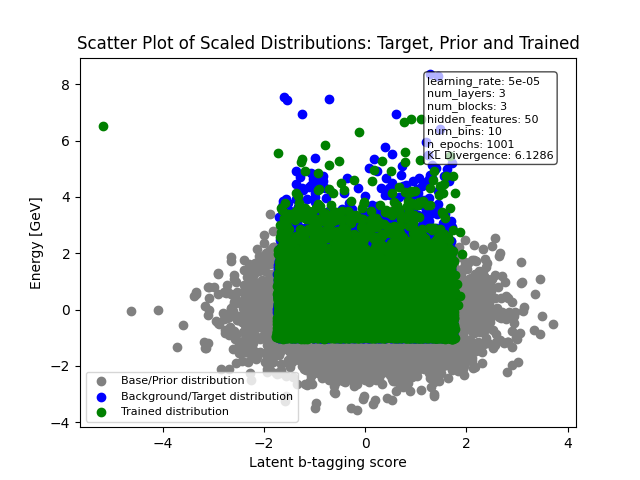 Scatter Plot of Scaled Distributions: Target, Prior and Trained
learning_rate: 5e-05
num_layers: 3
num_blocks: 3
hidden_features: 50
num_bins: 10
n_epochs: 1001
KL Divergence: 6.1286
8
6
4
2
0
−2
−4
Energy [GeV]
Base/Prior distribution
Background/Target distribution
Trained distribution
−4
−2
0
2
4
Latent b-tagging score